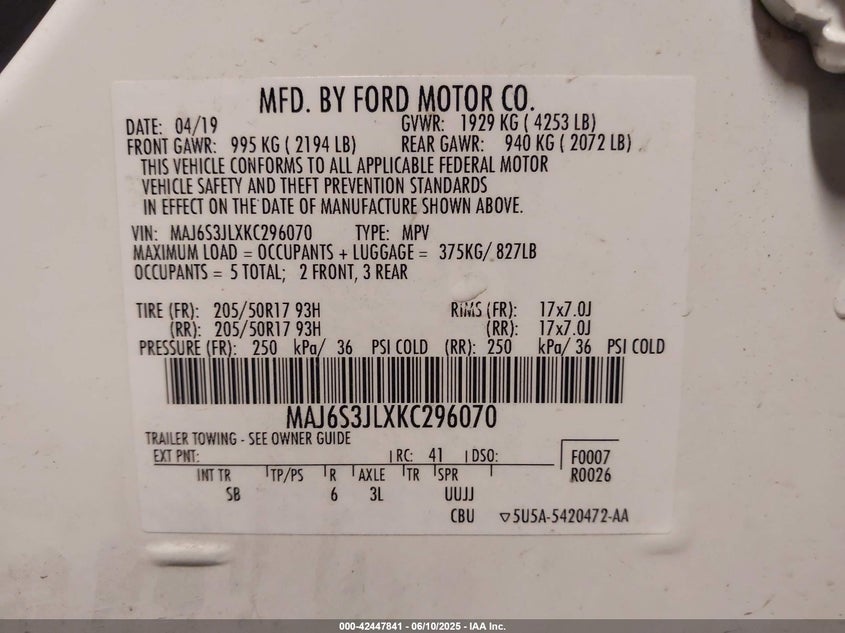 MFD. BY FORD MOTOR CO.
DATE: 04/19 GVWR: 1929 KG ( 4253 LB)
FRONT GAWR: 995 KG ( 2194 LB) REAR GAWR: 940 KG ( 2072 LB)
THIS VEHICLE CONFORMS TO ALL APPLICABLE FEDERAL MOTOR
VEHICLE SAFETY AND THEFT PREVENTION STANDARDS
IN EFFECT ON THE DATE OF MANUFACTURE SHOWN ABOVE.
VIN: MAJ6S3JLXKC296070 TYPE: MPV
MAXIMUM LOAD = OCCUPANTS + LUGGAGE = 375KG/ 827LB
OCCUPANTS = 5 TOTAL; 2 FRONT, 3 REAR
TIRE (FR): 205/50R17 93H RIMS (FR): 17x7.0J
(RR): 205/50R17 93H (RR): 17x7.0J
PRESSURE (FR): 250 kPa/ 36 PSI COLD (RR): 250 kPa/ 36 PSI COLD
MAJ6S3JLXKC296070
TRAILER TOWING - SEE OWNER GUIDE
EXT PNT: RC: 41 DSO: F0007
INT TR TP/PS R AXLE TR SPR R0026
SB 6 3L UUJJ
CBU ▽5U5A-5420472-AA
000-42447841 | 06/10/2025 - IAA Inc.